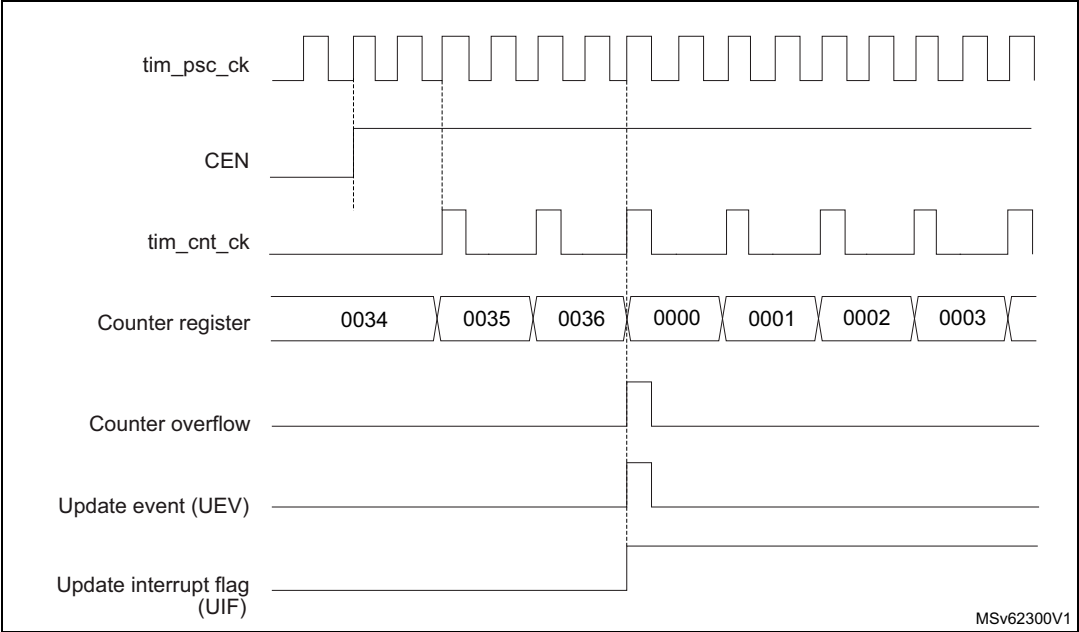 tim_psc_ck
CEN
tim_cnt_ck
Counter register
0034
0035
0036
0000
0001
0002
0003
Counter overflow
Update event (UEV)
Update interrupt flag
(UIF)
MSv62300V1